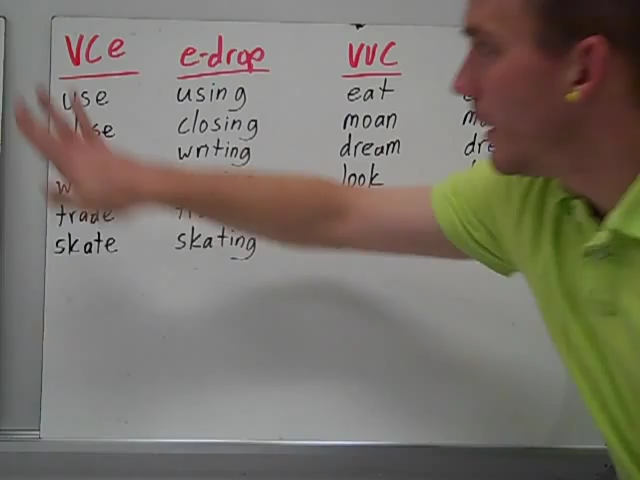 VCe e-drop VVC
use using eat
closing moan
writing dream
look
trade
skate skating